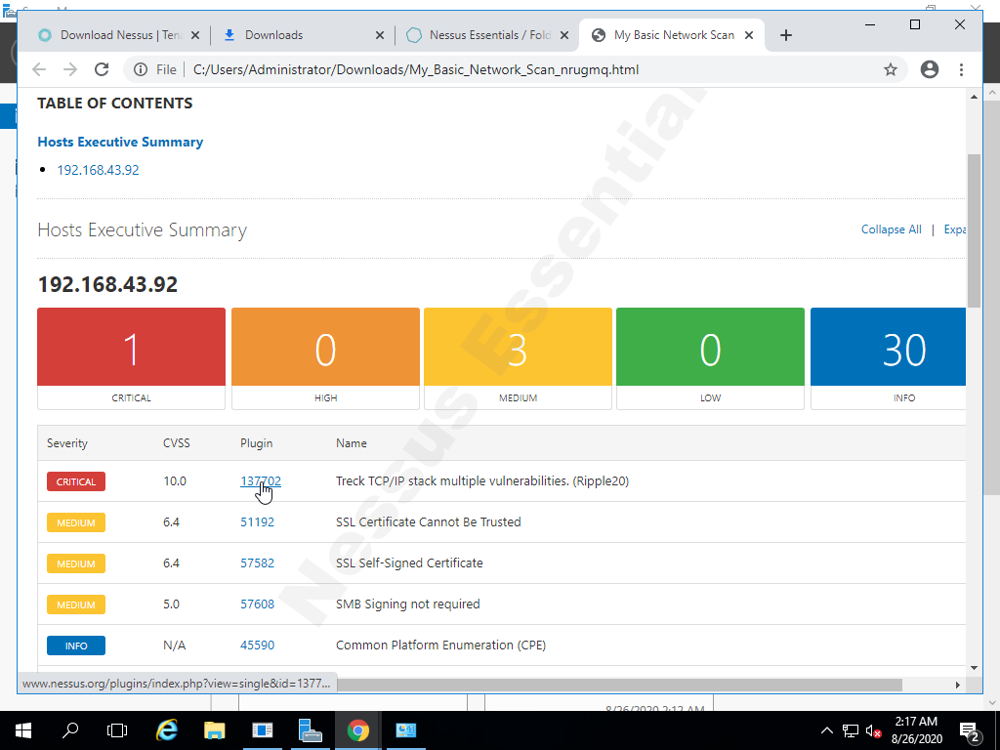 Download Nessus | Ten
Downloads
Nessus Essentials / Fold
My Basic Network Scan
File
C:/Users/Administrator/Downloads/My_Basic_Network_Scan_nrugmq.html
TABLE OF CONTENTS
Hosts Executive Summary
192.168.43.92
Hosts Executive Summary
Collapse All | Expa
192.168.43.92
1 0 3 0 30
CRITICAL HIGH MEDIUM LOW INFO
Severity CVSS Plugin Name
CRITICAL 10.0 137702 Treck TCP/IP stack multiple vulnerabilities. (Ripple20)
MEDIUM 6.4 51192 SSL Certificate Cannot Be Trusted
MEDIUM 6.4 57582 SSL Self-Signed Certificate
MEDIUM 5.0 57608 SMB Signing not required
INFO N/A 45590 Common Platform Enumeration (CPE)
Nessus Essential
www.nessus.org/plugins/index.php?view=single&id=1377...
8/26/2020 2:12 AM
2:17 AM
8/26/2020
2